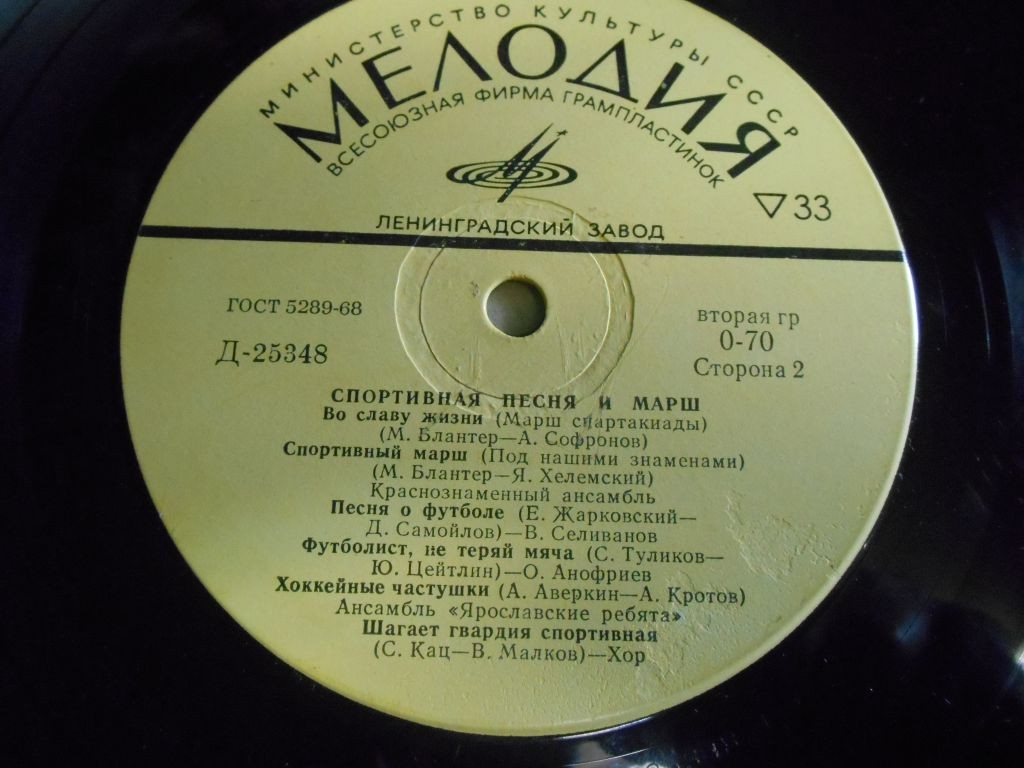 МИНИСТЕРСТВО КУЛЬТУРЫ СССР
МЕЛОДИЯ
ВСЕСОЮЗНАЯ ФИРМА ГРАМПЛАСТИНОК
33
ЛЕНИНГРАДСКИЙ ЗАВОД
ГОСТ 5289-68
вторая гр
Д-25348
0-70
Сторона 2
СПОРТИВНАЯ ПЕСНЯ И МАРШ
Во славу жизни (Марш спартакиады)
(М. Блантер—А. Софронов)
Спортивный марш (Под нашими знаменами)
(М. Блантер—Я. Хелемский)
Краснознаменный ансамбль
Песня о футболе (Е. Жарковский—
Д. Самойлов)—В. Селиванов
Футболист, не теряй мяча (С. Туликов—
Ю. Цейтлин)—О. Анофриев
Хоккейные частушки (А. Аверкин—А. Кротов)
Ансамбль «Ярославские ребята»
Шагает гвардия спортивная
(С. Кац—В. Малков)—Хор